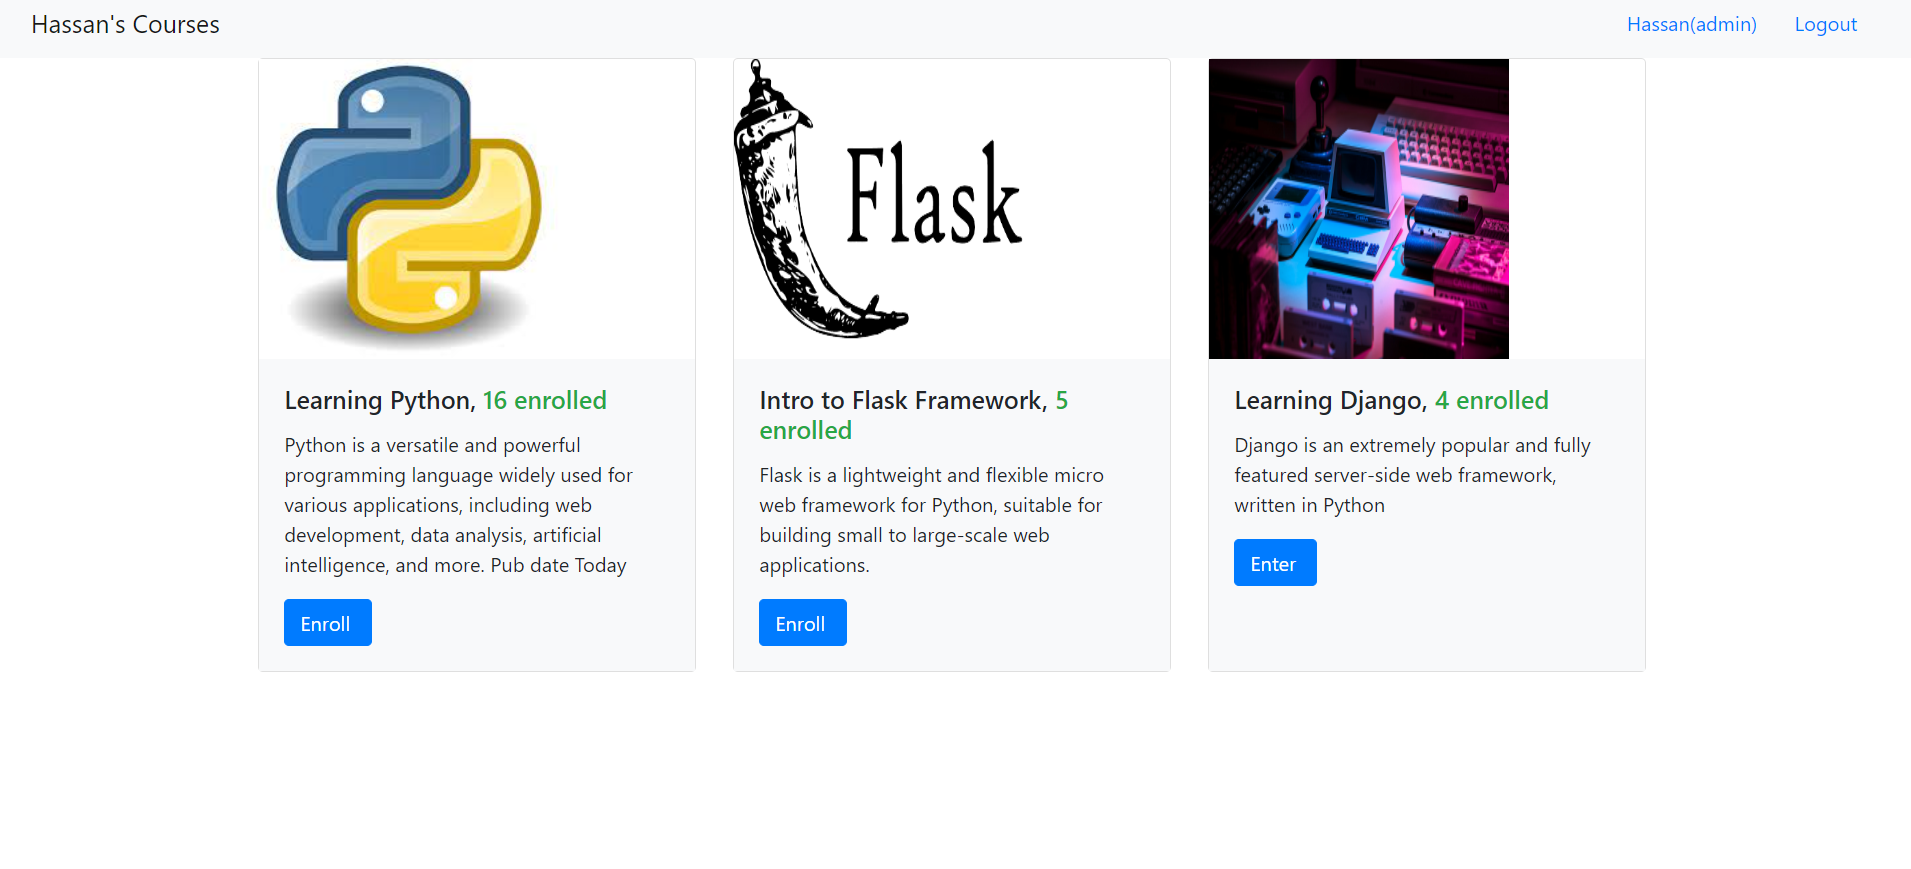 Hassan's Courses
Hassan(admin)
Logout
Flask
Learning Python, 16 enrolled
Python is a versatile and powerful
programming language widely used for
various applications, including web
development, data analysis, artificial
intelligence, and more. Pub date Today
Enroll
Intro to Flask Framework, 5
enrolled
Flask is a lightweight and flexible micro
web framework for Python, suitable for
building small to large-scale web
applications.
Enroll
Learning Django, 4 enrolled
Django is an extremely popular and fully
featured server-side web framework,
written in Python
Enter